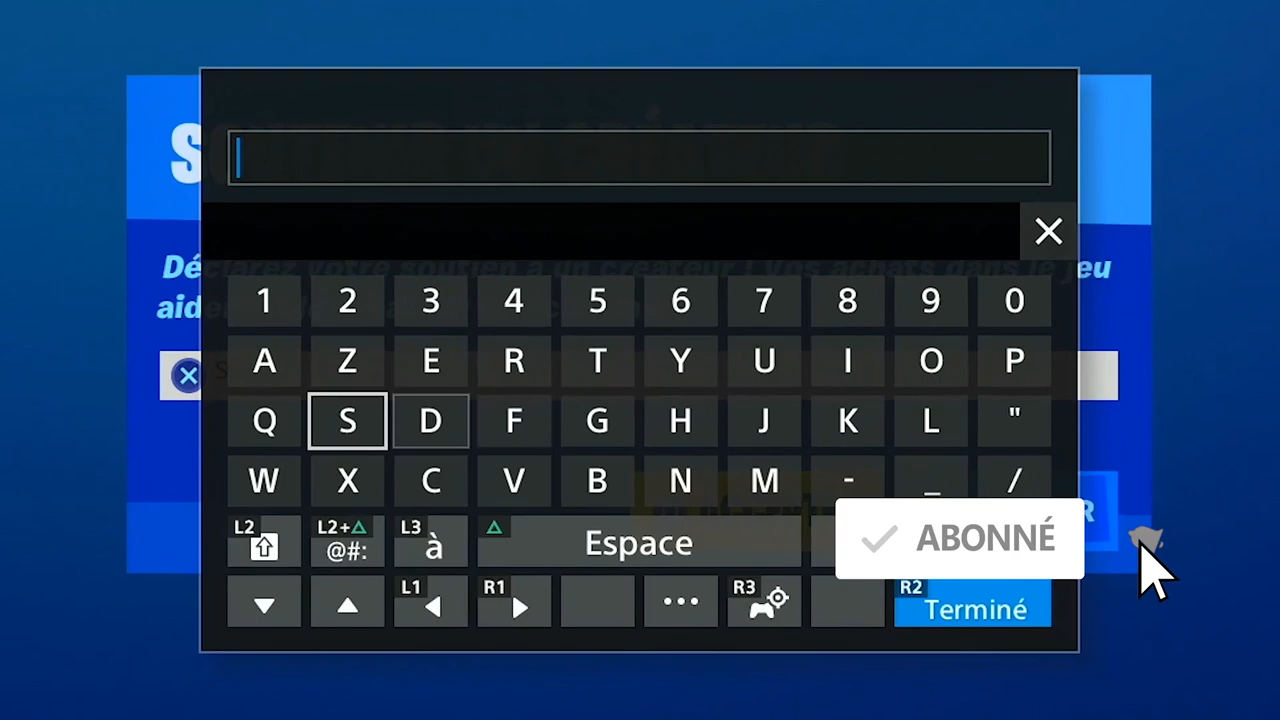 S
Déclarez votre soutien à un créateur ! Vos achats dans le jeu
aide
1 2 3 4 5 6 7 8 9 0
A Z E R T Y U I O P
Q S D F G H J K L "
W X C V B N M - _ /
L2 L2+△ @#: L3 à △ Espace
ABONNÉ
R
L1 R1 ... R3 R2 Terminé